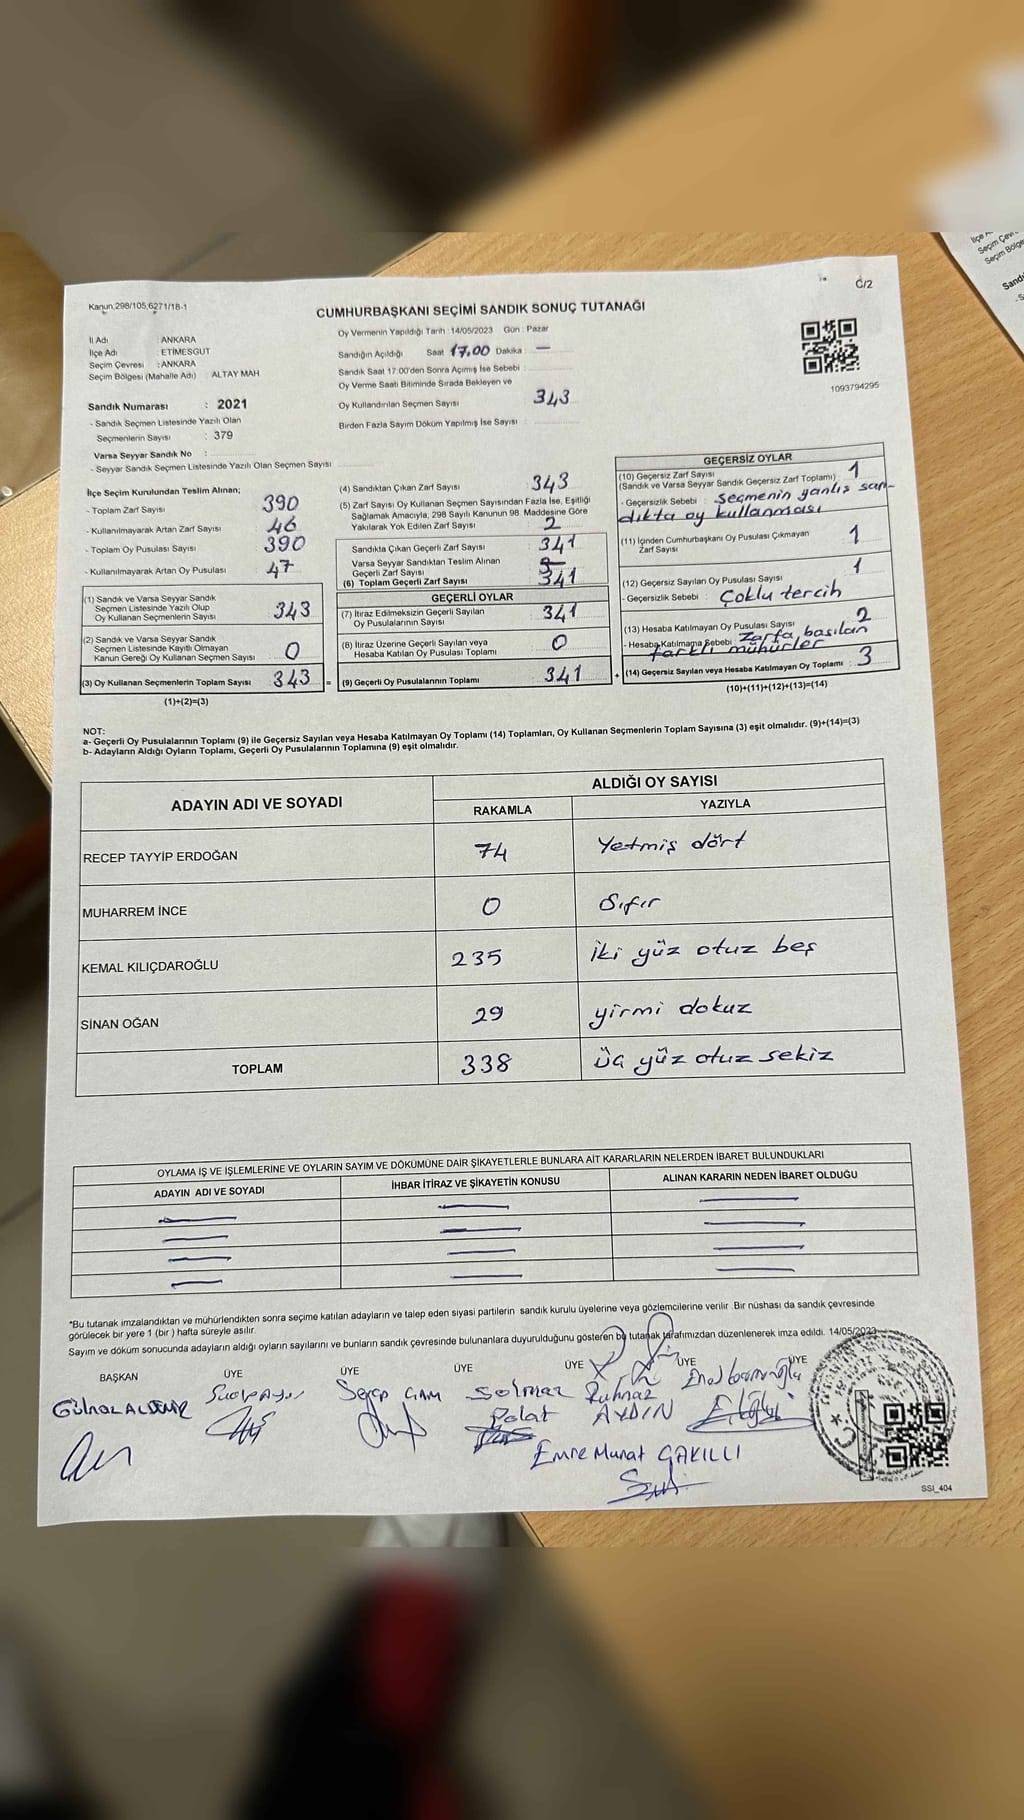 Kanun.298/105,6271/18-1
C/2
CUMHURBAŞKANI SEÇİMİ SANDIK SONUÇ TUTANAĞI
İl Adı : ANKARA
İlçe Adı : ETİMESGUT
Seçim Çevresi : ANKARA
Seçim Bölgesi (Mahalle Adı) ALTAY MAH.
Sandık Numarası : 2021
- Sandık Seçmen Listesinde Yazılı Olan
Seçmenlerin Sayısı : 379
Varsa Seyyar Sandık No :
- Seyyar Sandık Seçmen Listesinde Yazılı Olan Seçmen Sayısı
Oy Vermenin Yapıldığı Tarih :14/05/2023 Gün : Pazar
Sandığın Açıldığı Saat 17.00 Dakika : —
Sandık Saat 17:00'den Sonra Açımış İse Sebebi :
Oy Verme Saati Bitiminde Sırada Bekleyen ve
Oy Kullandırılan Seçmen Sayısı 343
Birden Fazla Sayım Döküm Yapılmış İse Sayısı :
1093794295
İlçe Seçim Kurulundan Teslim Alınan;
- Toplam Zarf Sayısı 390
- Kullanılmayarak Artan Zarf Sayısı 46
- Toplam Oy Pusulası Sayısı 390
- Kullanılmayarak Artan Oy Pusulası 47
(1) Sandık ve Varsa Seyyar Sandık
Seçmen Listesinde Yazılı Olup
Oy Kullanan Seçmenlerin Sayısı 343
(2) Sandık ve Varsa Seyyar Sandık
Seçmen Listesinde Kayıtlı Olmayan
Kanun Gereği Oy Kullanan Seçmen Sayısı 0
(3) Oy Kullanan Seçmenlerin Toplam Sayısı 343
(1)+(2)=(3)
(4) Sandıktan Çıkan Zarf Sayısı 343
(5) Zarf Sayısı Oy Kullanan Seçmen Sayısından Fazla İse, Eşitliği
Sağlamak Amacıyla, 298 Sayılı Kanunun 98. Maddesine Göre
Yakılarak Yok Edilen Zarf Sayısı 2
Sandıkta Çıkan Geçerli Zarf Sayısı 341
Varsa Seyyar Sandıktan Teslim Alınan
Geçerli Zarf Sayısı
(6) Toplam Geçerli Zarf Sayısı 341
GEÇERLİ OYLAR
(7) İtiraz Edilmeksizin Geçerli Sayılan
Oy Pusulalarının Sayısı 341
(8) İtiraz Üzerine Geçerli Sayılan veya
Hesaba Katılan Oy Pusulası Toplamı 0
(9) Geçerli Oy Pusulalarının Toplamı 341
GEÇERSİZ OYLAR
(10) Geçersiz Zarf Sayısı
(Sandık ve Varsa Seyyar Sandık Geçersiz Zarf Toplamı) 1
- Geçersizlik Sebebi : Seçmenin yanlış san-
dıkta oy kullanması
(11) İçinden Cumhurbaşkanı Oy Pusulası Çıkmayan
Zarf Sayısı 1
(12) Geçersiz Sayılan Oy Pusulası Sayısı 1
- Geçersizlik Sebebi : Çoklu tercih
(13) Hesaba Katılmayan Oy Pusulası Sayısı 2
- Hesaba Katılmama Sebebi : Zarfa basılan
farklı mühürler
(14) Geçersiz Sayılan veya Hesaba Katılmayan Oy Toplamı : 3
(10)+(11)+(12)+(13)=(14)
NOT:
a- Geçerli Oy Pusulalarının Toplamı (9) ile Geçersiz Sayılan veya Hesaba Katılmayan Oy Toplamı (14) Toplamları, Oy Kullanan Seçmenlerin Toplam Sayısına (3) eşit olmalıdır. (9)+(14)=(3)
b- Adayların Aldığı Oyların Toplamı, Geçerli Oy Pusulalarının Toplamına (9) eşit olmalıdır.
ADAYIN ADI VE SOYADI
ALDIĞI OY SAYISI
RAKAMLA YAZIYLA
RECEP TAYYİP ERDOĞAN 74 Yetmiş dört
MUHARREM İNCE 0 Sıfır
KEMAL KILIÇDAROĞLU 235 İki yüz otuz beş
SİNAN OĞAN 29 yirmi dokuz
TOPLAM 338 Üç yüz otuz sekiz
OYLAMA İŞ VE İŞLEMLERİNE VE OYLARIN SAYIM VE DÖKÜMÜNE DAİR ŞİKAYETLERLE BUNLARA AİT KARARLARIN NELERDEN İBARET BULUNDUKLARI
ADAYIN ADI VE SOYADI İHBAR İTİRAZ VE ŞİKAYETİN KONUSU ALINAN KARARIN NEDEN İBARET OLDUĞU
*Bu tutanak imzalandıktan ve mühürlendikten sonra seçime katılan adayların ve talep eden siyasi partilerin sandık kurulu üyelerine veya gözlemcilerine verilir .Bir nüshası da sandık çevresinde
görülecek bir yere 1 (bir ) hafta süreyle asılır.
Sayım ve döküm sonucunda adayların aldığı oyların sayılarını ve bunların sandık çevresinde bulunanlara duyurulduğunu gösteren bu tutanak tarafımızdan düzenlenerek imza edildi. 14/05/2023
BAŞKAN ÜYE ÜYE ÜYE ÜYE ÜYE ÜYE
Serap ÇAM Solmaz Polat Ruhnaz AYDIN
Emre Murat ÇAKILLI
SSİ_404
İlçe A
Seçim Çevr
Seçim Bölge
Sandı